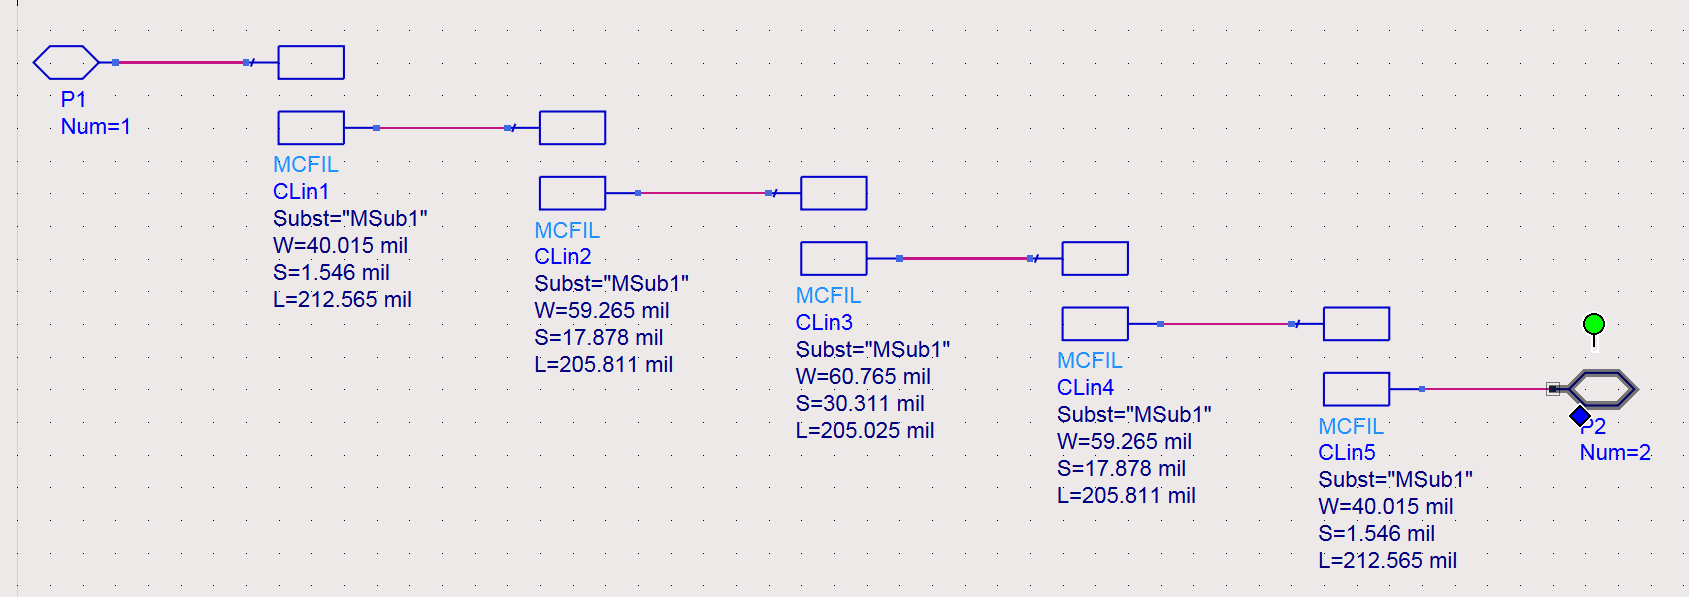 P1
Num=1
MCFIL
CLin1
Subst="MSub1"
W=40.015 mil
S=1.546 mil
L=212.565 mil
MCFIL
CLin2
Subst="MSub1"
W=59.265 mil
S=17.878 mil
L=205.811 mil
MCFIL
CLin3
Subst="MSub1"
W=60.765 mil
S=30.311 mil
L=205.025 mil
MCFIL
CLin4
Subst="MSub1"
W=59.265 mil
S=17.878 mil
L=205.811 mil
MCFIL
CLin5
Subst="MSub1"
W=40.015 mil
S=1.546 mil
L=212.565 mil
P2
Num=2